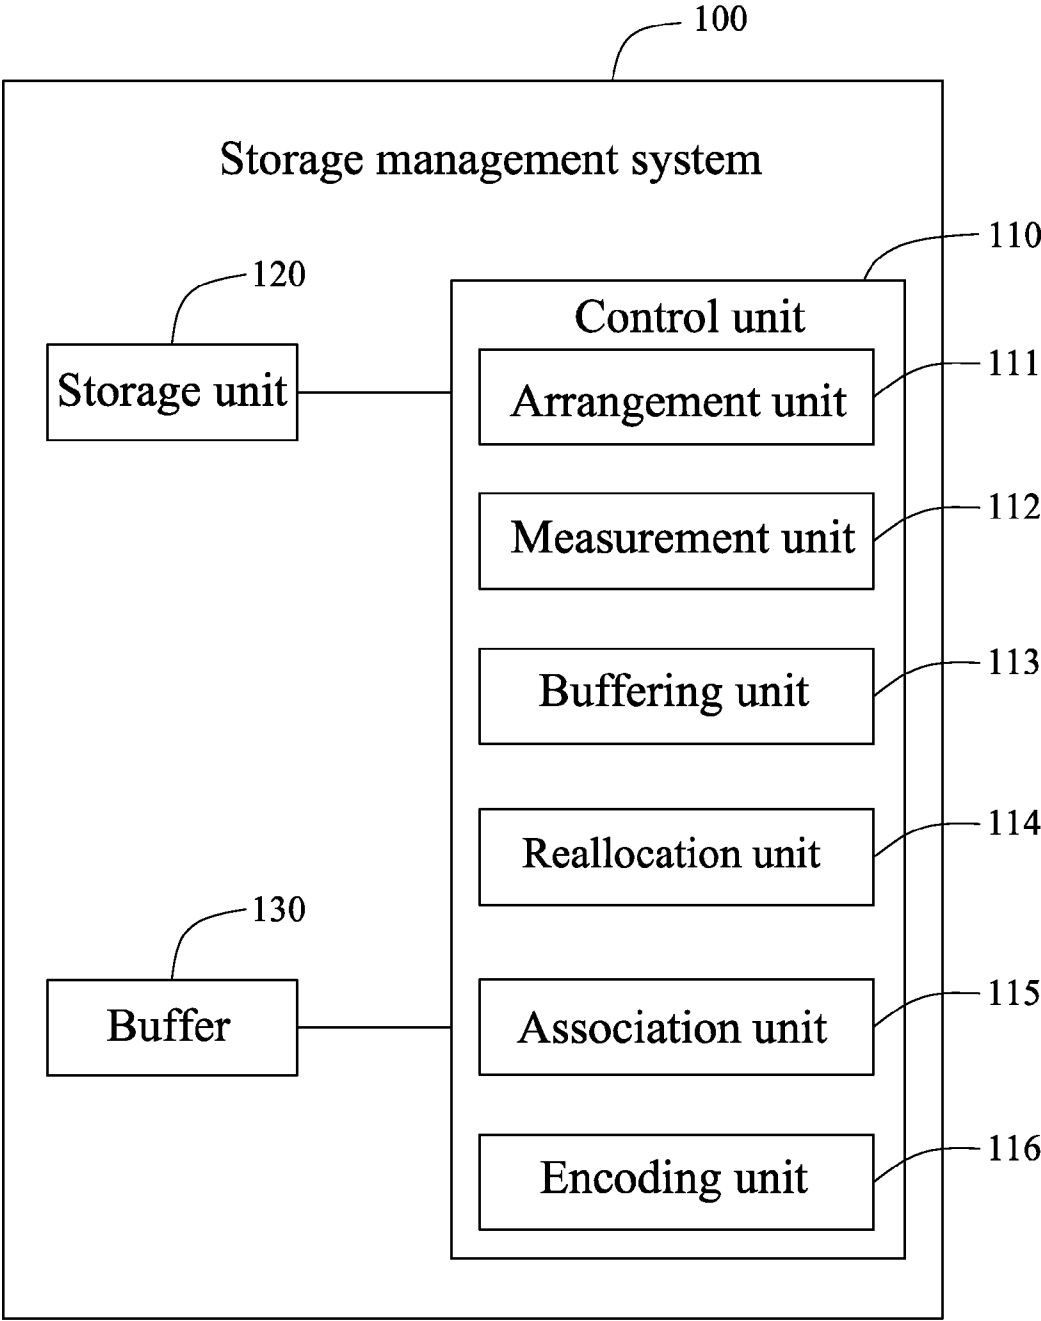 100
Storage management system
110
120
Control unit
Storage unit
Arrangement unit
111
Measurement unit
112
Buffering unit
113
Reallocation unit
114
130
Buffer
Association unit
115
Encoding unit
116